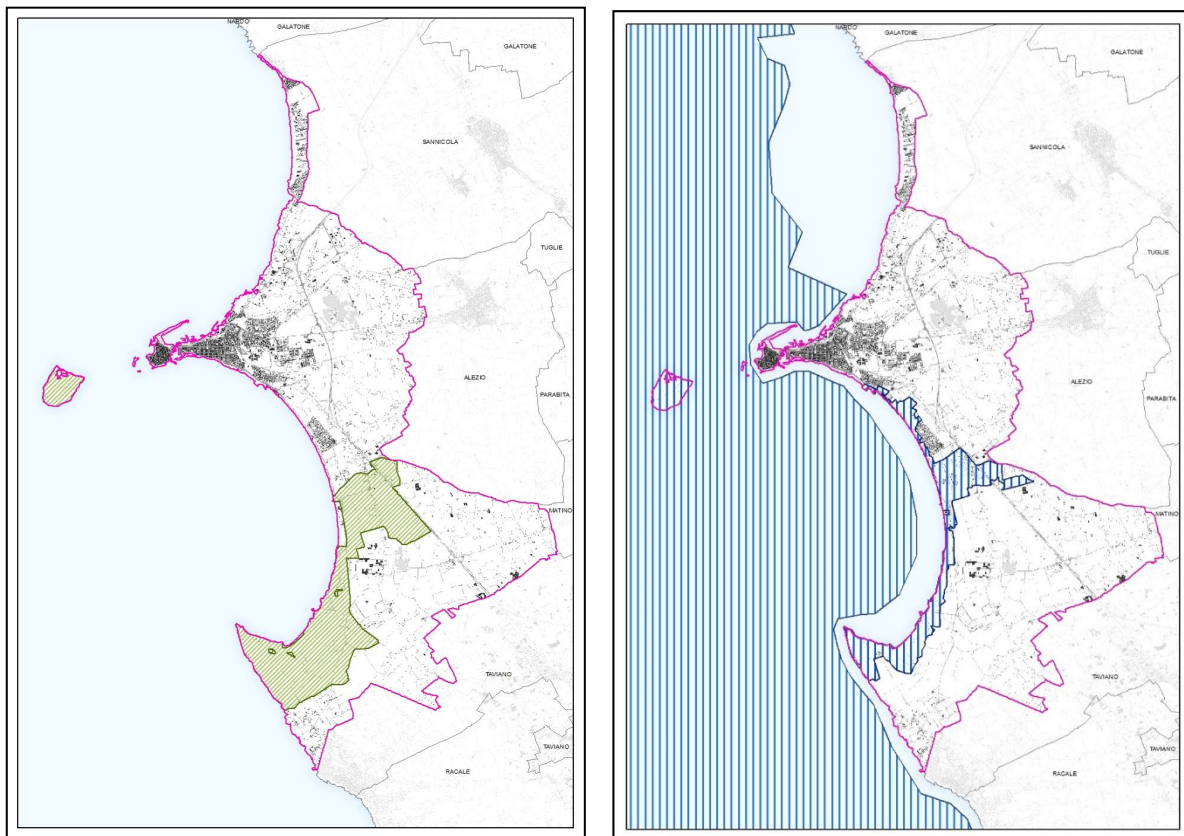 NARDO'
GALATONE
GALATONE
SANNICOLA
TUGLIE
ALEZIO
PARABITA
MATINO
TAVIANO
TAVIANO
RACALE
NARDO'
GALATONE
GALATONE
SANNICOLA
TUGLIE
ALEZIO
PARABITA
MATINO
TAVIANO
TAVIANO
RACALE